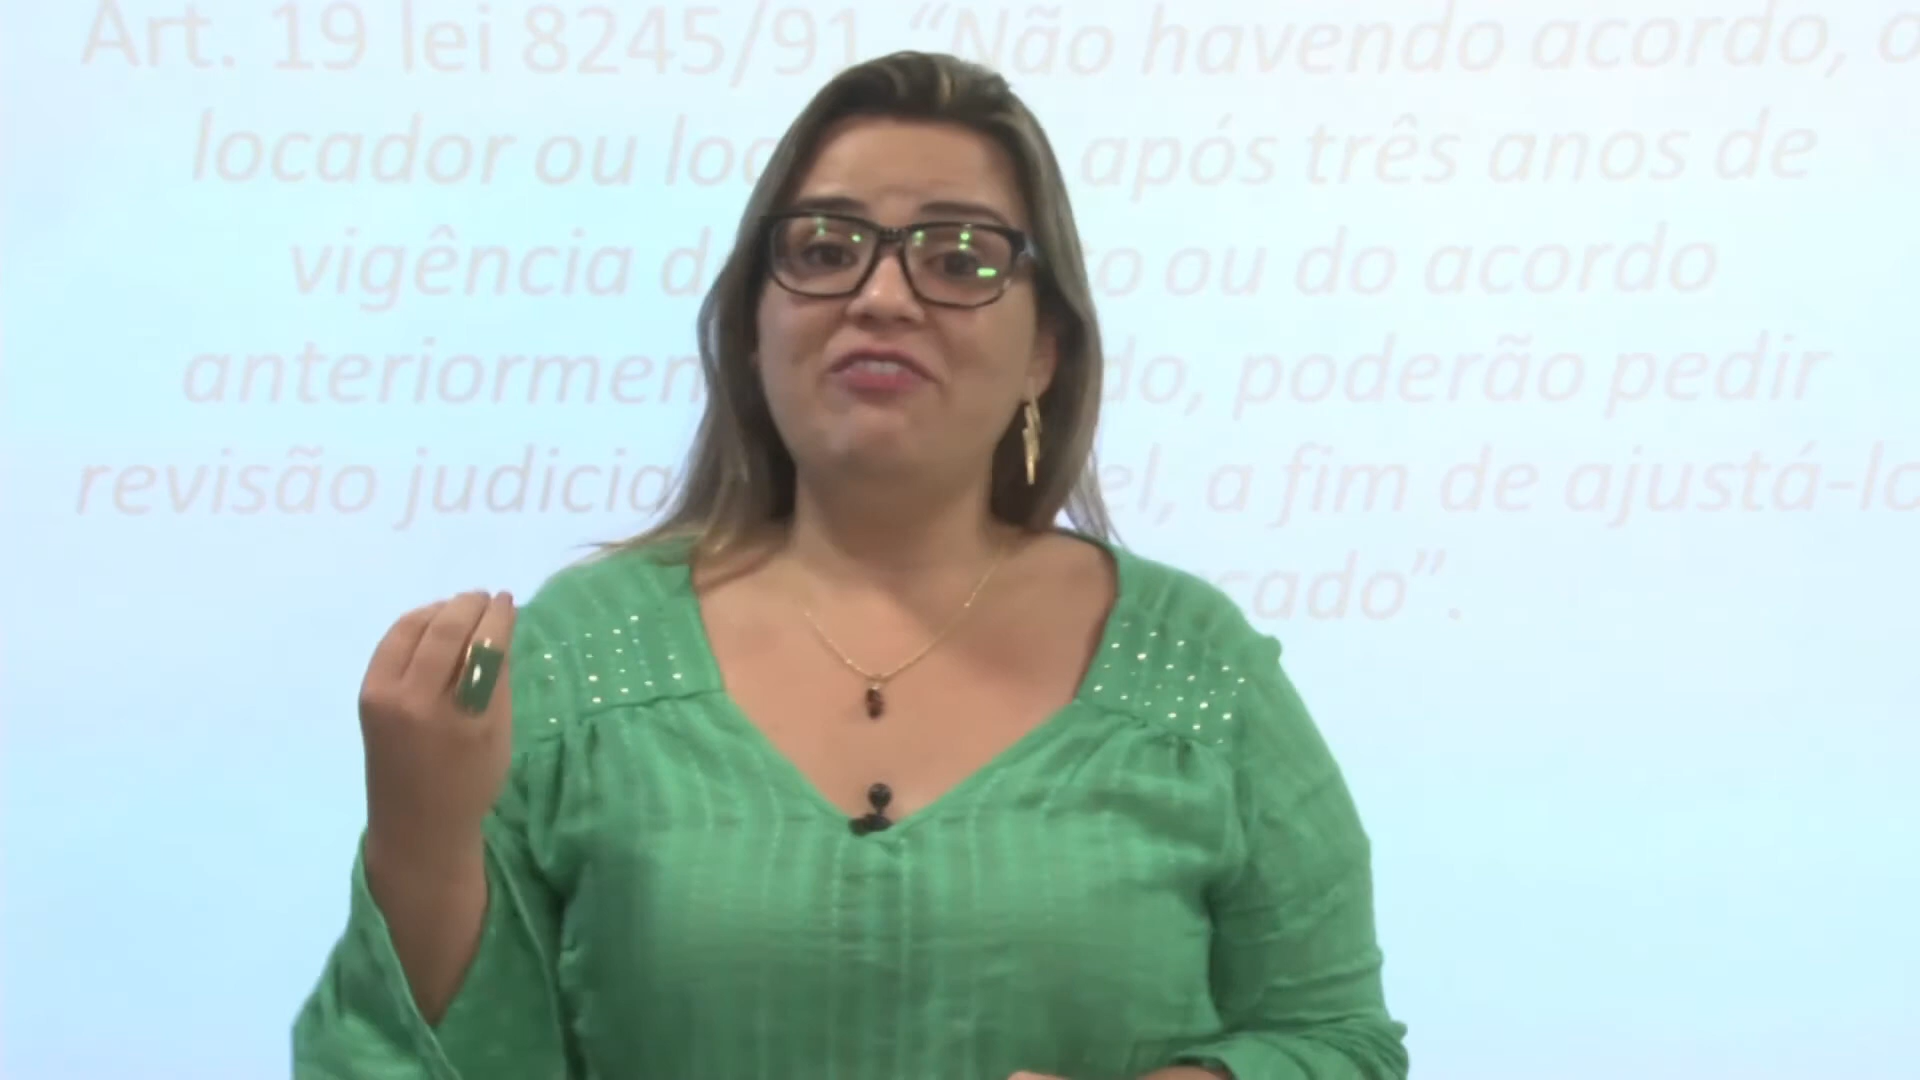 Art. 19 lei 8245/91 “Não havendo acordo, o
locador ou loc após três anos de
vigência d o ou do acordo
anteriormen do, poderão pedir
revisão judicia el, a fim de ajustá-lo
cado”.